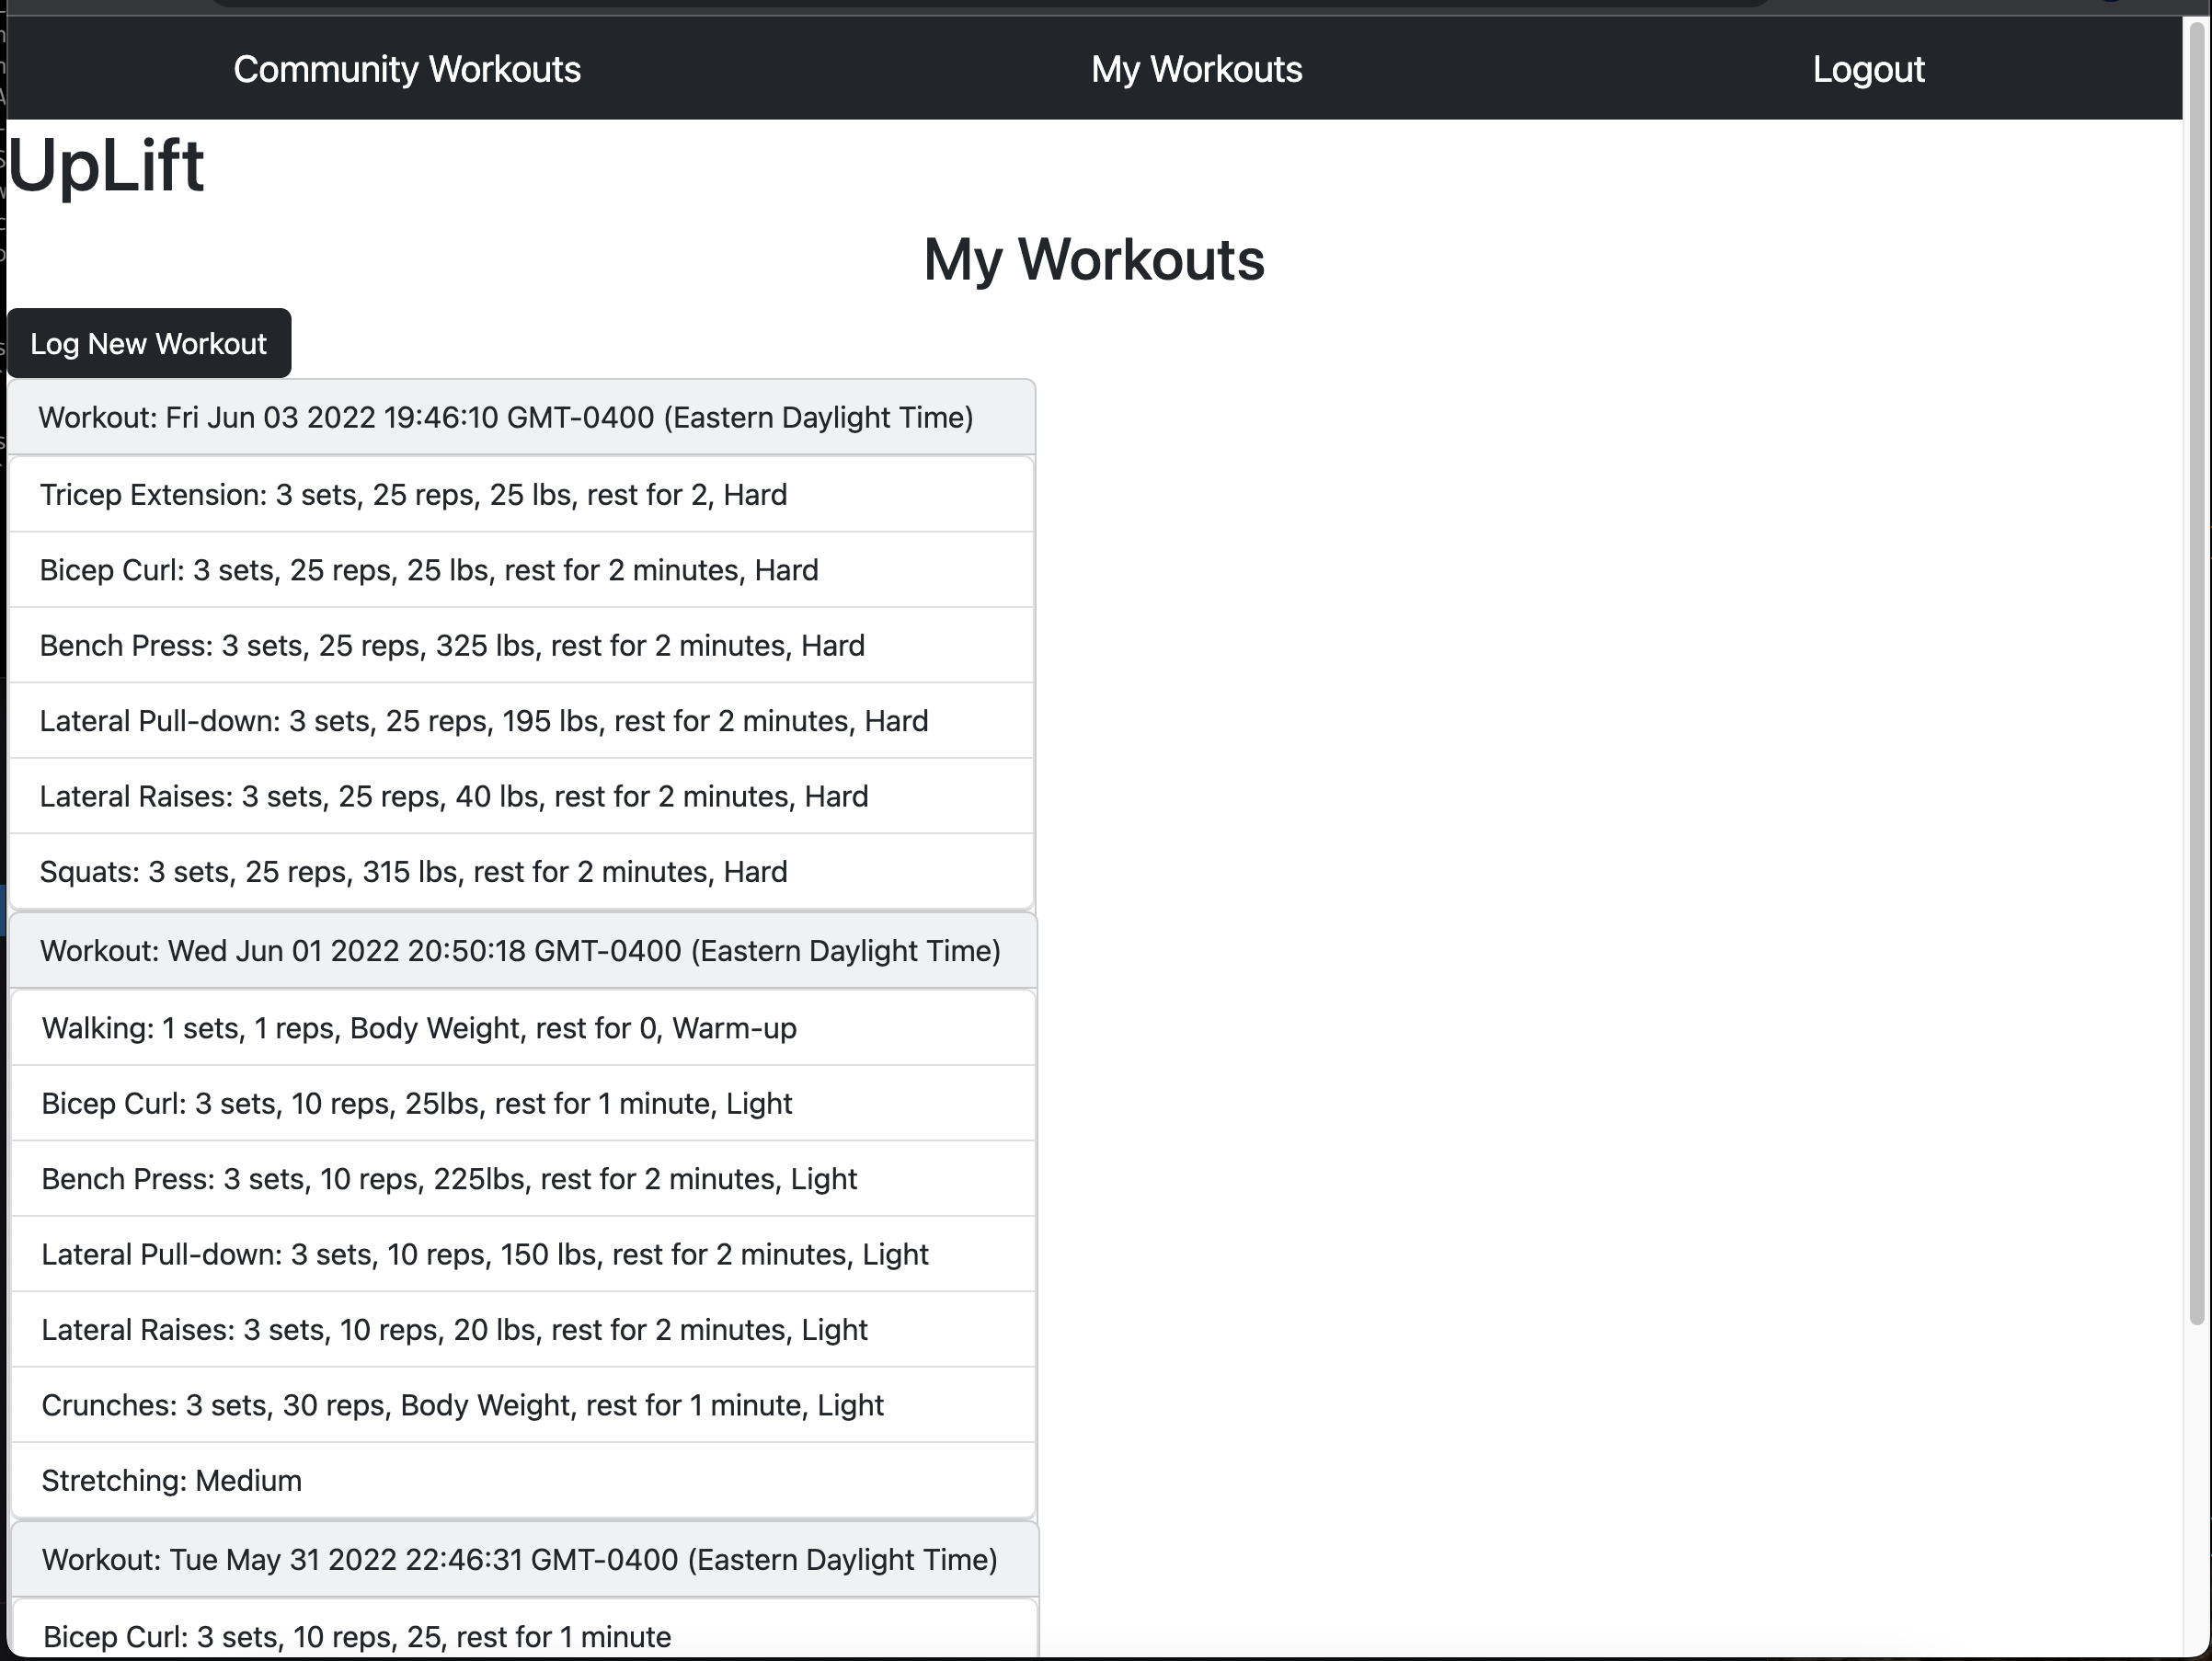 Community Workouts My Workouts Logout
UpLift
My Workouts
Log New Workout
Workout: Fri Jun 03 2022 19:46:10 GMT-0400 (Eastern Daylight Time)
Tricep Extension: 3 sets, 25 reps, 25 lbs, rest for 2, Hard
Bicep Curl: 3 sets, 25 reps, 25 lbs, rest for 2 minutes, Hard
Bench Press: 3 sets, 25 reps, 325 lbs, rest for 2 minutes, Hard
Lateral Pull-down: 3 sets, 25 reps, 195 lbs, rest for 2 minutes, Hard
Lateral Raises: 3 sets, 25 reps, 40 lbs, rest for 2 minutes, Hard
Squats: 3 sets, 25 reps, 315 lbs, rest for 2 minutes, Hard
Workout: Wed Jun 01 2022 20:50:18 GMT-0400 (Eastern Daylight Time)
Walking: 1 sets, 1 reps, Body Weight, rest for 0, Warm-up
Bicep Curl: 3 sets, 10 reps, 25lbs, rest for 1 minute, Light
Bench Press: 3 sets, 10 reps, 225lbs, rest for 2 minutes, Light
Lateral Pull-down: 3 sets, 10 reps, 150 lbs, rest for 2 minutes, Light
Lateral Raises: 3 sets, 10 reps, 20 lbs, rest for 2 minutes, Light
Crunches: 3 sets, 30 reps, Body Weight, rest for 1 minute, Light
Stretching: Medium
Workout: Tue May 31 2022 22:46:31 GMT-0400 (Eastern Daylight Time)
Bicep Curl: 3 sets, 10 reps, 25, rest for 1 minute